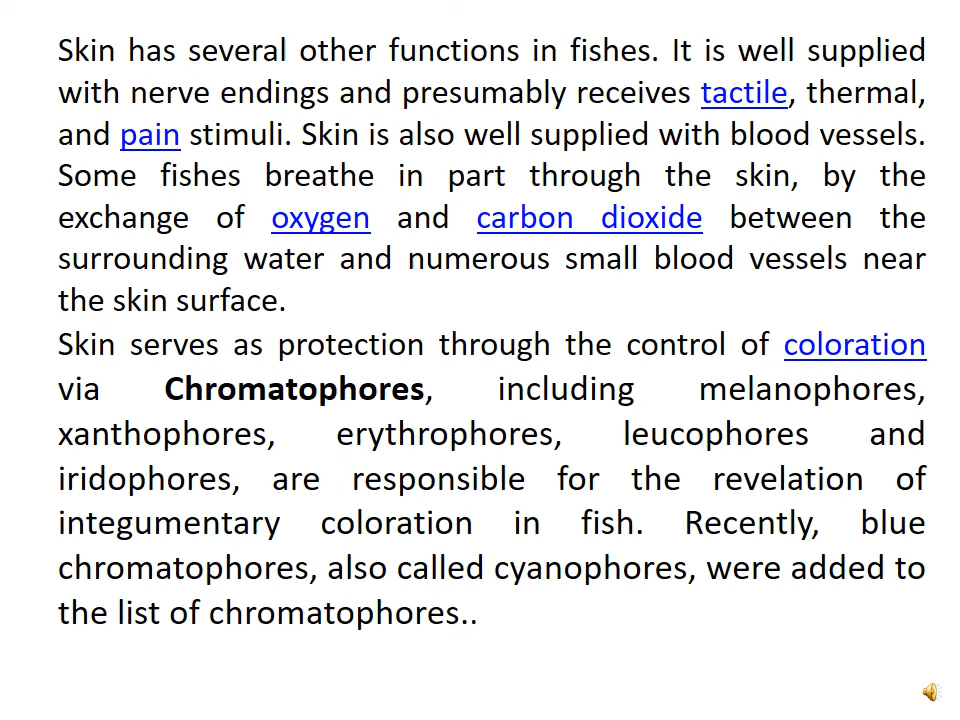 Skin has several other functions in fishes. It is well supplied
with nerve endings and presumably receives tactile, thermal,
and pain stimuli. Skin is also well supplied with blood vessels.
Some fishes breathe in part through the skin, by the
exchange of oxygen and carbon dioxide between the
surrounding water and numerous small blood vessels near
the skin surface.
Skin serves as protection through the control of coloration
via Chromatophores, including melanophores,
xanthophores, erythrophores, leucophores and
iridophores, are responsible for the revelation of
integumentary coloration in fish. Recently, blue
chromatophores, also called cyanophores, were added to
the list of chromatophores..